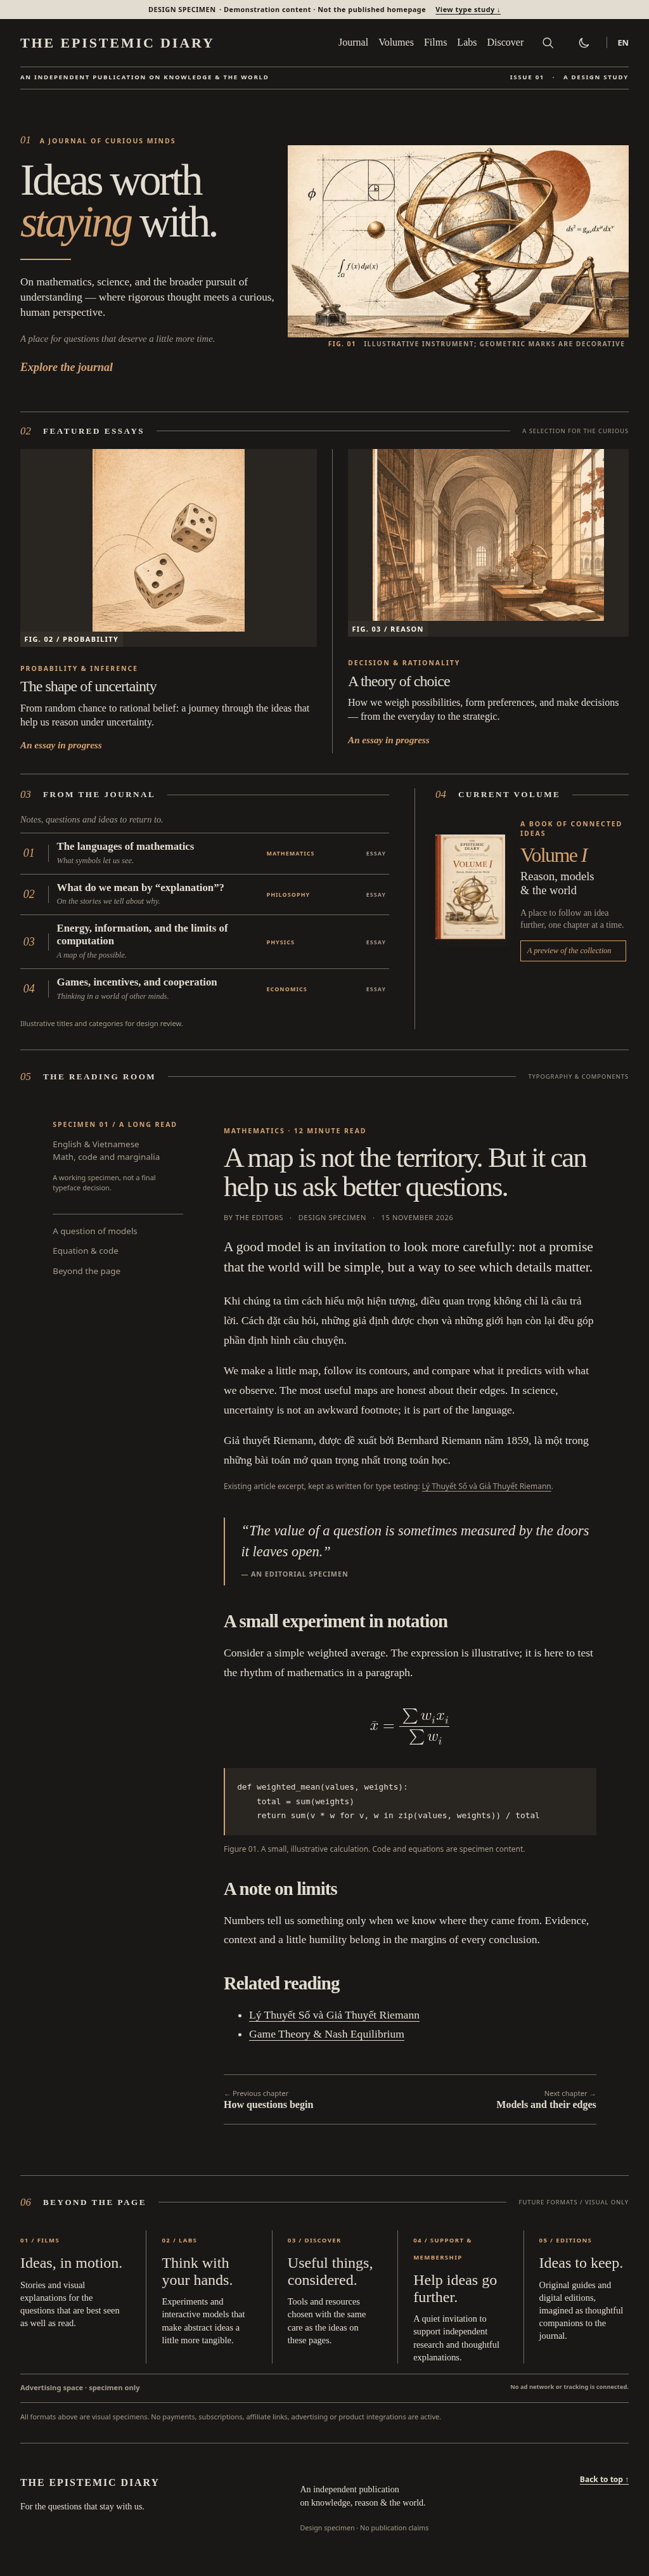 DESIGN SPECIMEN · Demonstration content · Not the published homepage View type study ↓
THE EPISTEMIC DIARY
Journal Volumes Films Labs Discover EN
AN INDEPENDENT PUBLICATION ON KNOWLEDGE & THE WORLD
ISSUE 01 · A DESIGN STUDY
01 A JOURNAL OF CURIOUS MINDS
Ideas worth
staying with.
On mathematics, science, and the broader pursuit of
understanding — where rigorous thought meets a curious,
human perspective.
A place for questions that deserve a little more time.
Explore the journal
FIG. 01 ILLUSTRATIVE INSTRUMENT; GEOMETRIC MARKS ARE DECORATIVE
02 FEATURED ESSAYS
A SELECTION FOR THE CURIOUS
FIG. 02 / PROBABILITY
PROBABILITY & INFERENCE
The shape of uncertainty
From random chance to rational belief: a journey through the ideas that
help us reason under uncertainty.
An essay in progress
FIG. 03 / REASON
DECISION & RATIONALITY
A theory of choice
How we weigh possibilities, form preferences, and make decisions
— from the everyday to the strategic.
An essay in progress
03 FROM THE JOURNAL
Notes, questions and ideas to return to.
01 The languages of mathematics
What symbols let us see.
MATHEMATICS ESSAY
02 What do we mean by “explanation”?
On the stories we tell about why.
PHILOSOPHY ESSAY
03 Energy, information, and the limits of
computation
A map of the possible.
PHYSICS ESSAY
04 Games, incentives, and cooperation
Thinking in a world of other minds.
ECONOMICS ESSAY
Illustrative titles and categories for design review.
04 CURRENT VOLUME
EPISTEMIC
DIARY
VOLUME I
A BOOK OF CONNECTED
IDEAS
Volume I
Reason, models
& the world
A place to follow an idea
further, one chapter at a time.
A preview of the collection
05 THE READING ROOM
TYPOGRAPHY & COMPONENTS
SPECIMEN 01 / A LONG READ
English & Vietnamese
Math, code and marginalia
A working specimen, not a final
typeface decision.
A question of models
Equation & code
Beyond the page
MATHEMATICS · 12 MINUTE READ
A map is not the territory. But it can
help us ask better questions.
BY THE EDITORS · DESIGN SPECIMEN · 15 NOVEMBER 2026
A good model is an invitation to look more carefully: not a promise
that the world will be simple, but a way to see which details matter.
Khi chúng ta tìm cách hiểu một hiện tượng, điều quan trọng không chỉ là câu trả
lời. Cách đặt câu hỏi, những giả định được chọn và những giới hạn còn lại đều góp
phần định hình câu chuyện.
We make a little map, follow its contours, and compare what it predicts with what
we observe. The most useful maps are honest about their edges. In science,
uncertainty is not an awkward footnote; it is part of the language.
Giả thuyết Riemann, được đề xuất bởi Bernhard Riemann năm 1859, là một trong
những bài toán mở quan trọng nhất trong toán học.
Existing article excerpt, kept as written for type testing: Lý Thuyết Số và Giả Thuyết Riemann.
“The value of a question is sometimes measured by the doors
it leaves open.”
— AN EDITORIAL SPECIMEN
A small experiment in notation
Consider a simple weighted average. The expression is illustrative; it is here to test
the rhythm of mathematics in a paragraph.
x̄ = ∑ wᵢxᵢ / ∑ wᵢ
def weighted_mean(values, weights):
total = sum(weights)
return sum(v * w for v, w in zip(values, weights)) / total
Figure 01. A small, illustrative calculation. Code and equations are specimen content.
A note on limits
Numbers tell us something only when we know where they came from. Evidence,
context and a little humility belong in the margins of every conclusion.
Related reading
• Lý Thuyết Số và Giả Thuyết Riemann
• Game Theory & Nash Equilibrium
← Previous chapter
How questions begin
Next chapter →
Models and their edges
06 BEYOND THE PAGE
FUTURE FORMATS / VISUAL ONLY
01 / FILMS
Ideas, in motion.
Stories and visual
explanations for the
questions that are best seen
as well as read.
02 / LABS
Think with
your hands.
Experiments and
interactive models that
make abstract ideas a
little more tangible.
03 / DISCOVER
Useful things,
considered.
Tools and resources
chosen with the same
care as the ideas on
these pages.
04 / SUPPORT &
MEMBERSHIP
Help ideas go
further.
A quiet invitation to
support independent
research and thoughtful
explanations.
05 / EDITIONS
Ideas to keep.
Original guides and
digital editions,
imagined as thoughtful
companions to the
journal.
Advertising space · specimen only
No ad network or tracking is connected.
All formats above are visual specimens. No payments, subscriptions, affiliate links, advertising or product integrations are active.
THE EPISTEMIC DIARY
For the questions that stay with us.
An independent publication
on knowledge, reason & the world.
Design specimen · No publication claims
Back to top ↑